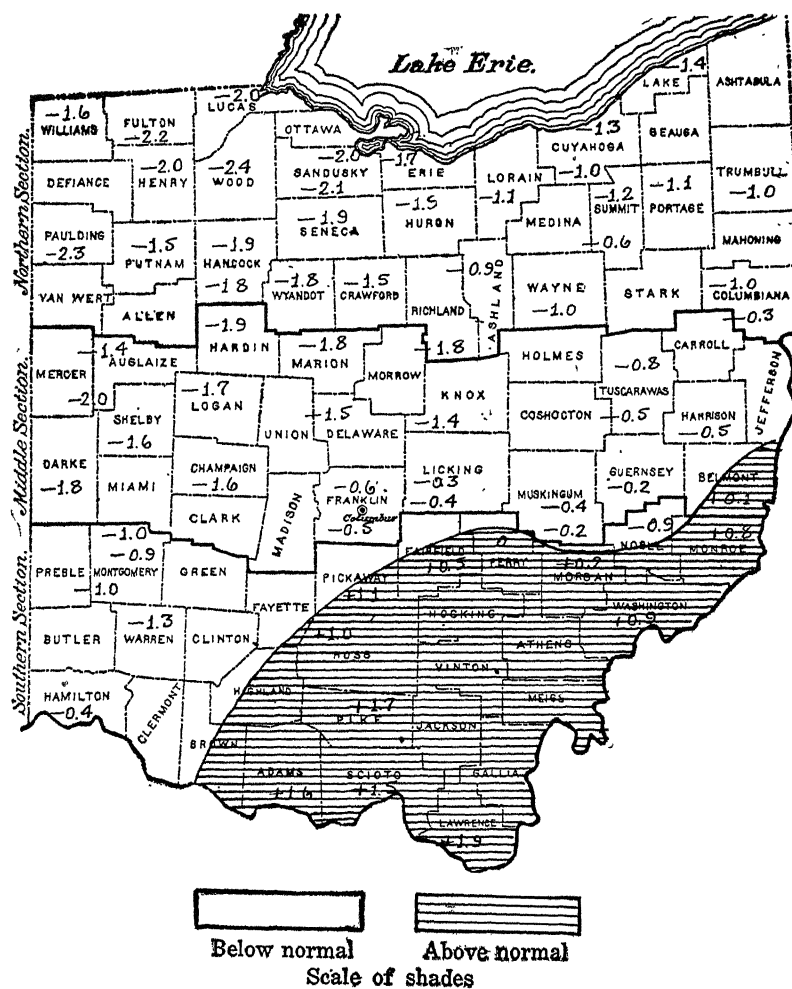 Lake Erie.
-1.4
LAKE
ASHTABULA
-2.0
LUCAS
-1.6
WILLIAMS
FULTON
-2.2
OTTAWA
-1.3
CUYAHOGA
GEAUGA
DEFIANCE
-2.0
HENRY
-2.4
WOOD
-2.0
SANDUSKY
-2.1
-1.7
ERIE
LORAIN
-1.1
-1.0
-1.2
SUMMIT
-1.1
PORTAGE
TRUMBULL
-1.0
Northern Section.
PAULDING
-2.3
-1.5
PUTNAM
-1.9
HANCOCK
-1.8
-1.9
SENECA
HURON
MEDINA
-0.6
MAHONING
VAN WERT
ALLEN
-1.8
WYANDOT
-1.5
CRAWFORD
RICHLAND
-1.8
-0.9
ASHLAND
WAYNE
-1.0
STARK
-1.0
COLUMBIANA
-0.3
MERCER
-2.0
-1.4
AUGLAIZE
-1.9
HARDIN
-1.8
MARION
MORROW
HOLMES
-0.8
TUSCARAWAS
-0.5
CARROLL
JEFFERSON
Middle Section.
SHELBY
-1.6
-1.7
LOGAN
UNION
-1.5
DELAWARE
KNOX
-1.4
COSHOCTON
HARRISON
-0.5
DARKE
-1.8
MIAMI
CHAMPAIGN
-1.6
CLARK
MADISON
-0.6
FRANKLIN
Columbus
-0.5
LICKING
-0.3
-0.4
MUSKINGUM
-0.4
-0.2
GUERNSEY
-0.2
BELMONT
+0.1
Southern Section.
PREBLE
-1.0
-0.9
MONTGOMERY
-1.0
GREEN
FAYETTE
PICKAWAY
+1.1
FAIRFIELD
+0.5
0
PERRY
MORGAN
-0.9
NOBLE
+0.8
MONROE
BUTLER
-1.3
WARREN
CLINTON
+1.0
ROSS
HOCKING
VINTON
ATHENS
WASHINGTON
+0.9
HAMILTON
-0.4
CLERMONT
HIGHLAND
BROWN
+1.7
PIKE
JACKSON
MEIGS
ADAMS
+1.6
SCIOTO
GALLIA
LAWRENCE
+1.9
Below normal
Above normal
Scale of shades